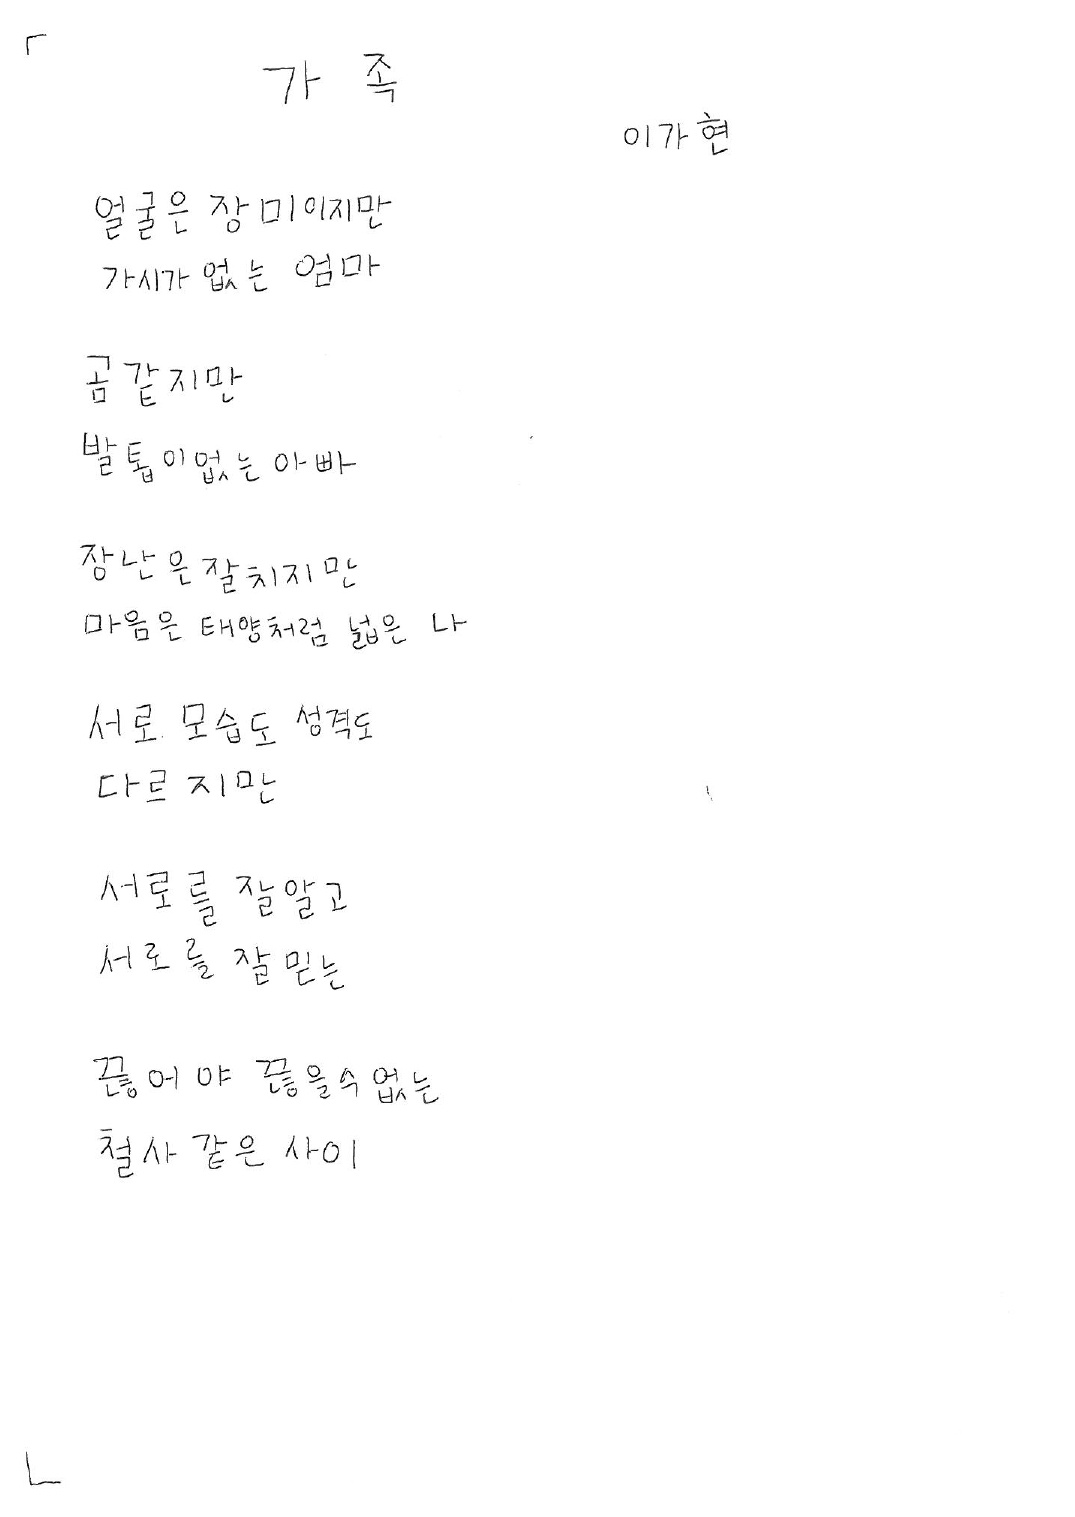 가족
이가현
얼굴은 장미이지만
가시가 없는 엄마
곰같지만
발톱이없는 아빠
장난은 잘치지만
마음은 태양처럼 넓은 나
서로 모습도 성격도
다르지만
서로를 잘알고
서로를 잘 믿는
끊어야 끊을수 없는
철사 같은 사이